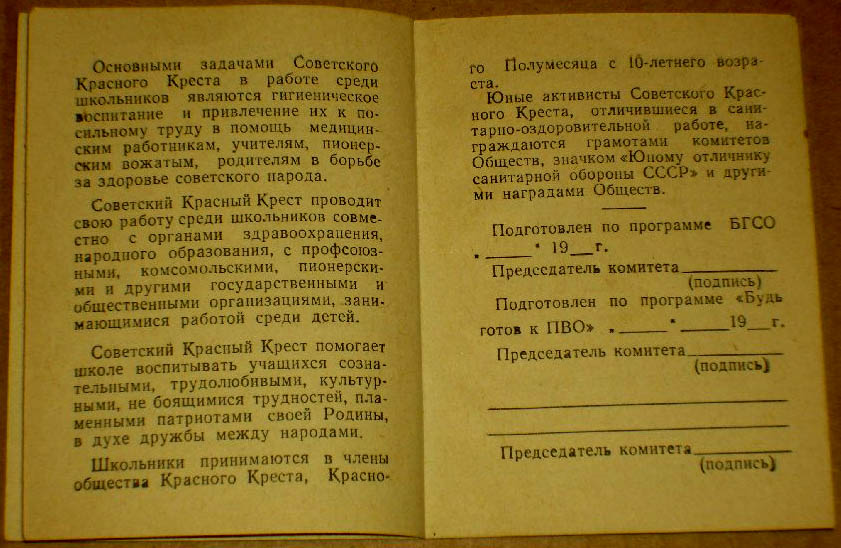 Основными задачами Советского
Красного Креста в работе среди
школьников являются гигиеническое
воспитание и привлечение их к по-
сильному труду в помощь медицин-
ским работникам, учителям, пионер-
ским вожатым, родителям в борьбе
за здоровье советского народа.
Советский Красный Крест проводит
свою работу среди школьников совме-
стно с органами здравоохранения,
народного образования, с профсоюз-
ными, комсомольскими, пионерски-
ми и другими государственными и
общественными организациями, зани-
мающимися работой среди детей.
Советский Красный Крест помогает
школе воспитывать учащихся созна-
тельными, трудолюбивыми, культур-
ными, не боящимися трудностей, пла-
менными патриотами своей Родины,
в духе дружбы между народами.
Школьники принимаются в члены
общества Красного Креста, Красно-
го Полумесяца с 10-летнего возра-
ста.
Юные активисты Советского Крас-
ного Креста, отличившиеся в сани-
тарно-оздоровительной работе, на-
граждаются грамотами комитетов
Обществ, значком «Юному отличнику
санитарной обороны СССР» и други-
ми наградами Обществ.
Подготовлен по программе БГСО
„_____“ 19__г.
Председатель комитета__________
(подпись)
Подготовлен по программе «Будь
готов к ПВО» „_____“ ______19__г.
Председатель комитета__________
(подпись)
Председатель комитета__________
(подпись)